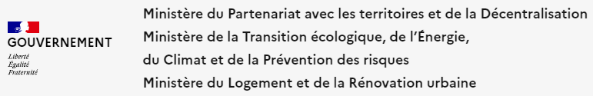 GOUVERNEMENT
Liberté
Égalité
Fraternité
Ministère du Partenariat avec les territoires et de la Décentralisation
Ministère de la Transition écologique, de l’Énergie,
du Climat et de la Prévention des risques
Ministère du Logement et de la Rénovation urbaine